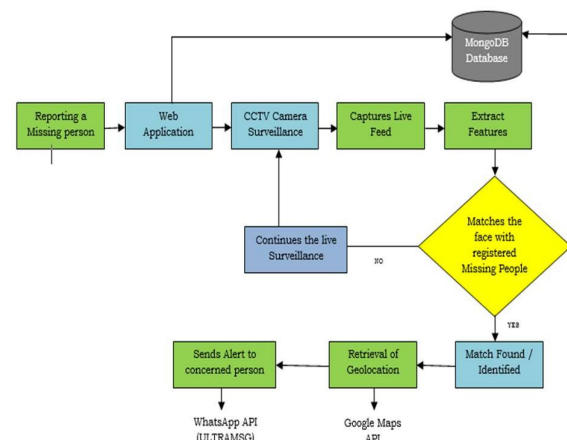 MongoDB
Database
Reporting a
Missing person
Web
Application
CCTV Camera
Surveillance
Captures Live
Feed
Extract
Features
Matches the
face with
registered
Missing People
Continues the live
Surveillance
NO
YES
Sends Alert to
concerned person
Retrieval of
Geolocation
Match Found /
Identified
WhatsApp API
(ULTRAMSG)
Google Maps
API